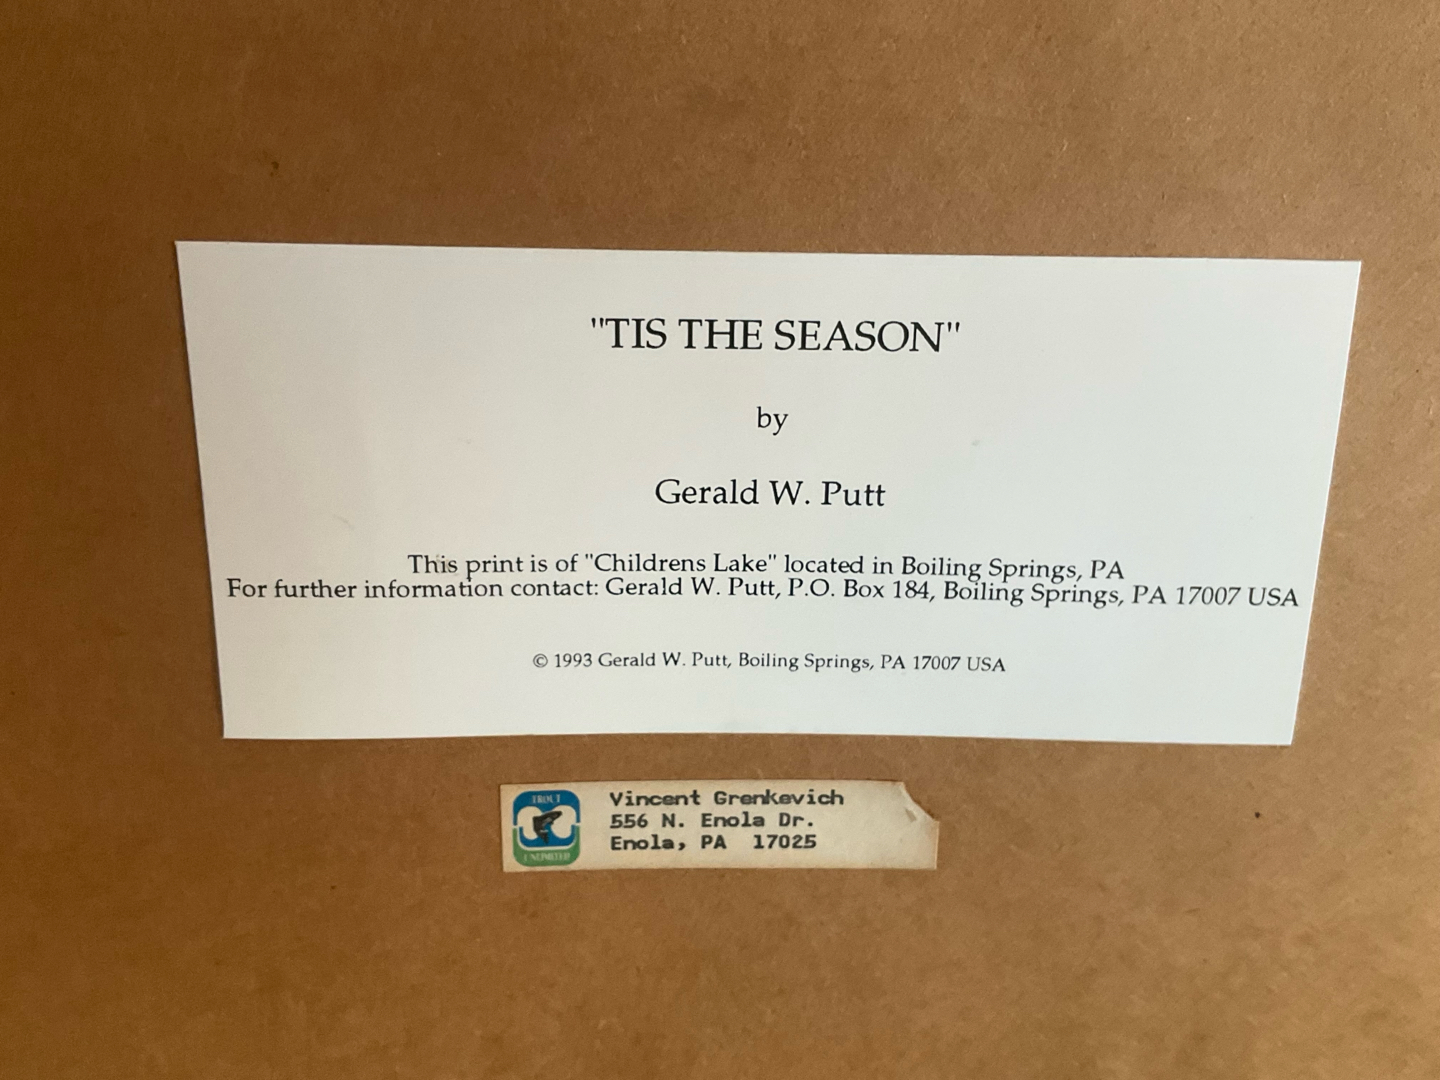 "TIS THE SEASON"
by
Gerald W. Putt
This print is of "Childrens Lake" located in Boiling Springs, PA
For further information contact: Gerald W. Putt, P.O. Box 184, Boiling Springs, PA 17007 USA
© 1993 Gerald W. Putt, Boiling Springs, PA 17007 USA
TROUT
UNLIMITED
Vincent Grenkevich
556 N. Enola Dr.
Enola, PA 17025